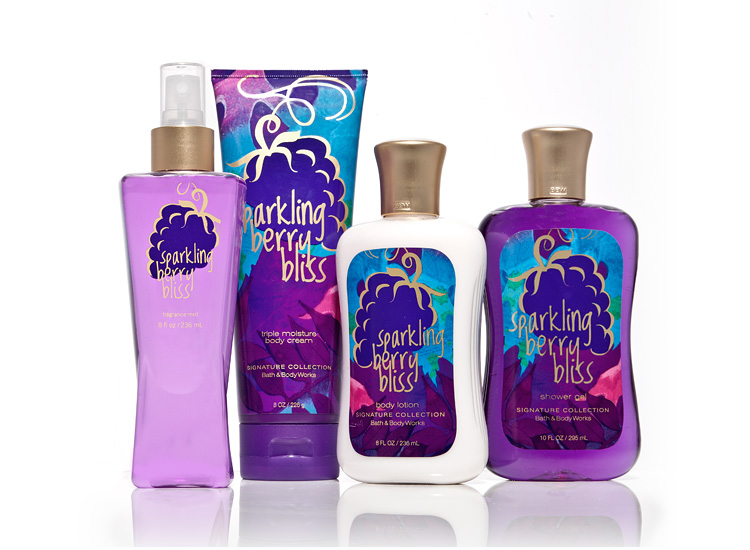 sparkling
berry
bliss
fragrance mist
8 fl oz / 236 mL
sparkling
berry
bliss
triple moisture
body cream
SIGNATURE COLLECTION
Bath & Body Works
8 OZ / 226 g
sparkling
berry
bliss
body lotion
SIGNATURE COLLECTION
Bath & Body Works
8 FL OZ / 236 mL
BBW
sparkling
berry
bliss
shower gel
SIGNATURE COLLECTION
Bath & Body Works
10 FL OZ / 295 mL